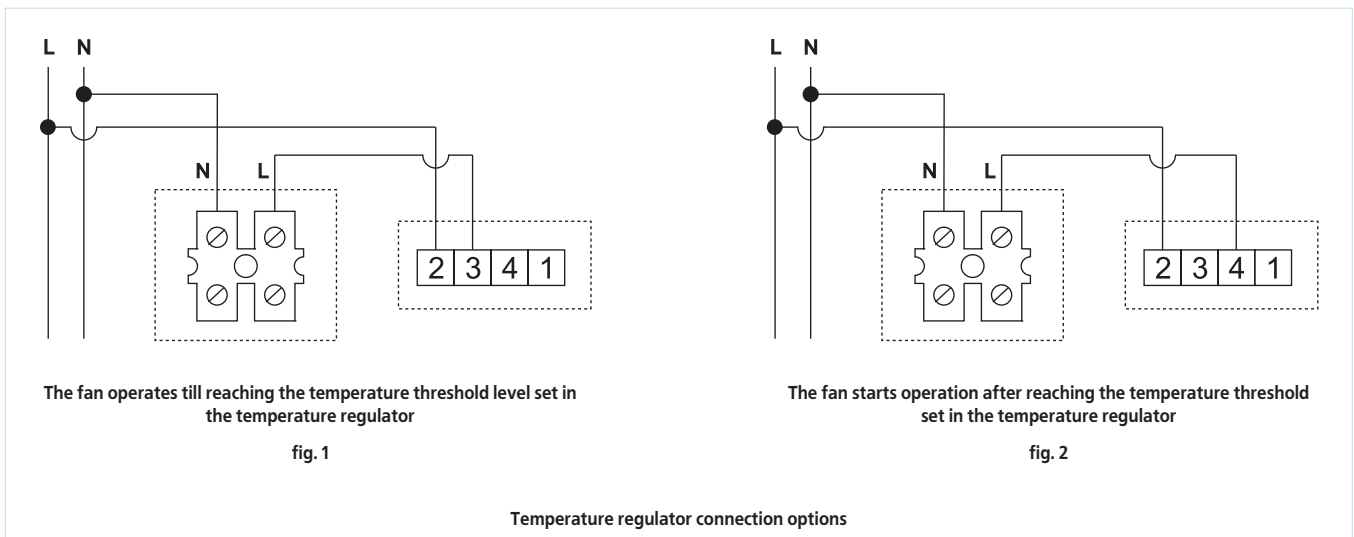 L N
N L
2 3 4 1
The fan operates till reaching the temperature threshold level set in
the temperature regulator
fig. 1
L N
N L
2 3 4 1
The fan starts operation after reaching the temperature threshold
set in the temperature regulator
fig. 2
Temperature regulator connection options